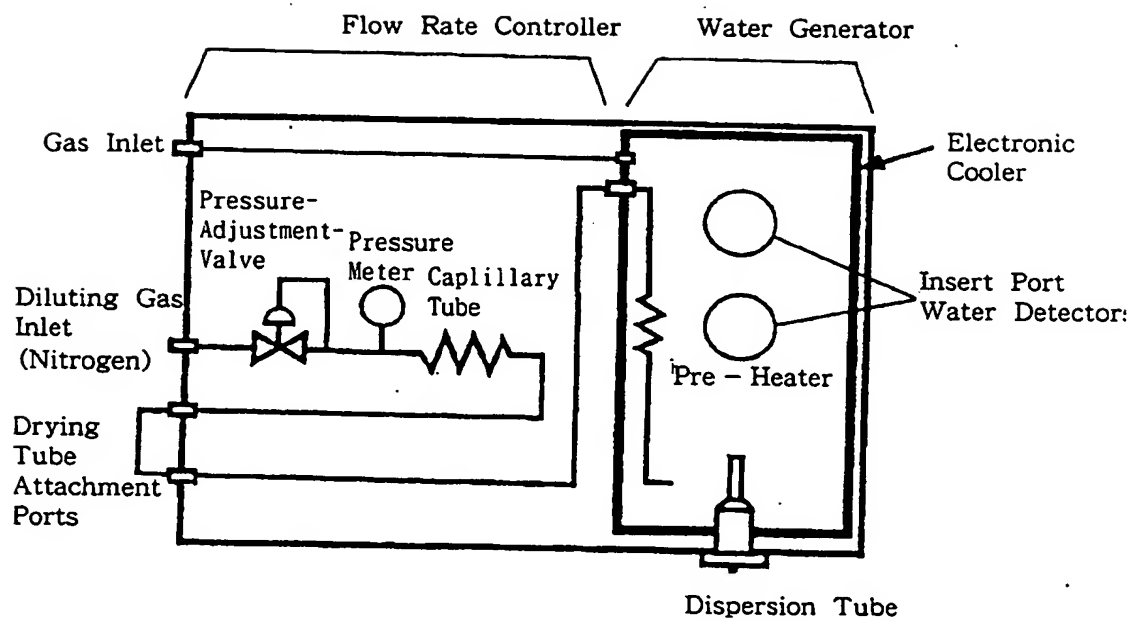 Flow Rate Controller
Water Generator
Gas Inlet
Electronic
Cooler
Pressure-
Adjustment-
Valve
Pressure
Meter
Caplillary
Tube
Diluting Gas
Inlet
(Nitrogen)
Insert Port
Water Detector:
Pre - Heater
Drying
Tube
Attachment
Ports
Dispersion Tube